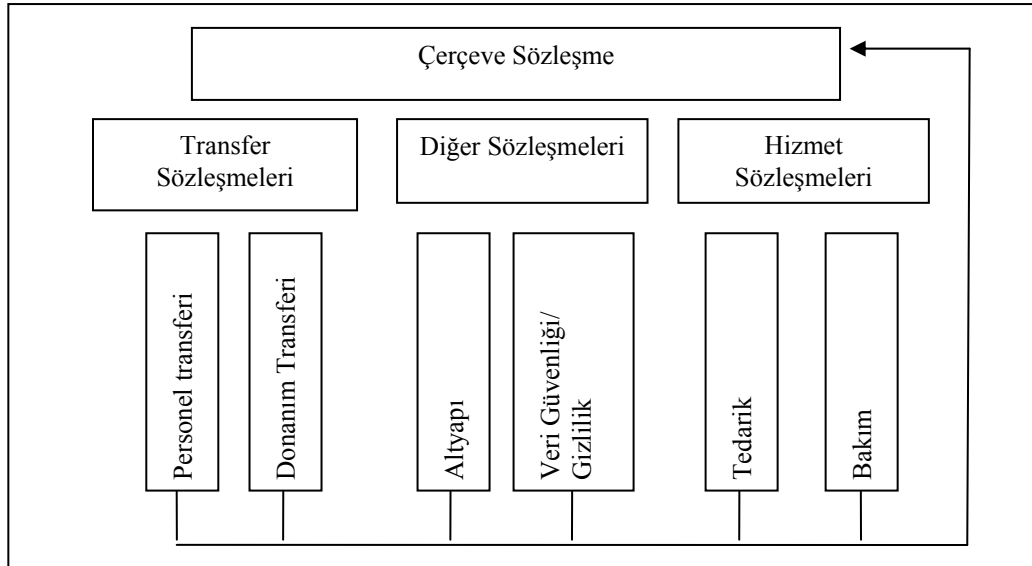 Çerçeve Sözleşme
Transfer
Sözleşmeleri
Diğer Sözleşmeleri
Hizmet
Sözleşmeleri
Personel transferi
Donanım Transferi
Altyapı
Veri Güvenliği/
Gizlilik
Tedarik
Bakım